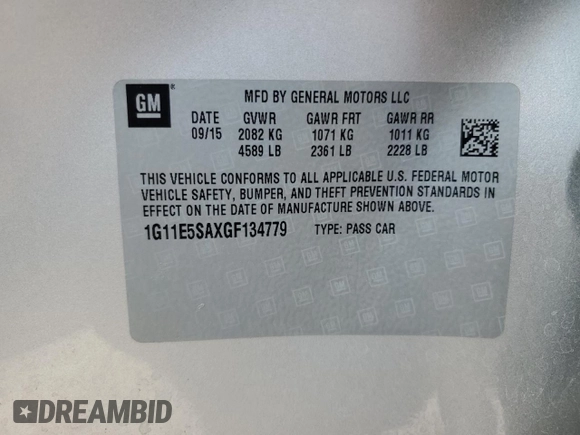 GM ®
MFD BY GENERAL MOTORS LLC
DATE GVWR GAWR FRT GAWR RR
09/15 2082 KG 1071 KG 1011 KG
4589 LB 2361 LB 2228 LB
THIS VEHICLE CONFORMS TO ALL APPLICABLE U.S. FEDERAL MOTOR
VEHICLE SAFETY, BUMPER, AND THEFT PREVENTION STANDARDS IN
EFFECT ON THE DATE OF MANUFACTURE SHOWN ABOVE.
1G11E5SAXGF134779 TYPE: PASS CAR
DREAMBID